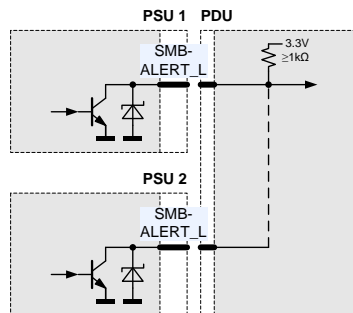 PSU 1 PDU
SMB-
ALERT_L
3.3V
≥1kΩ
PSU 2
SMB-
ALERT_L